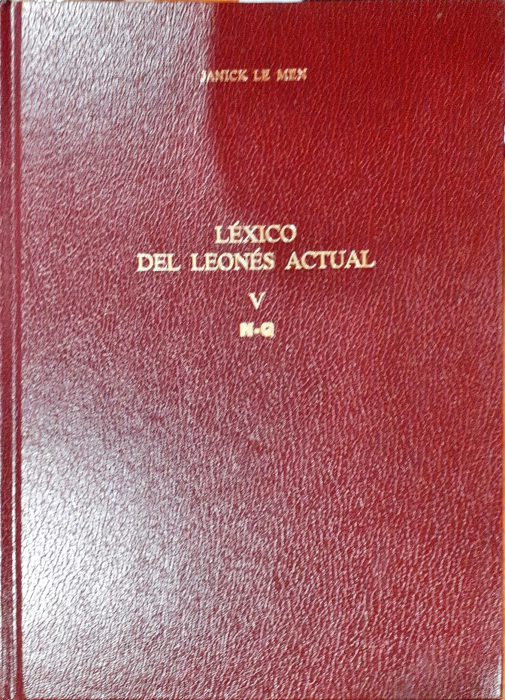 JANICK LE MEN
LÉXICO
DEL LEONÉS ACTUAL
V
N-Q